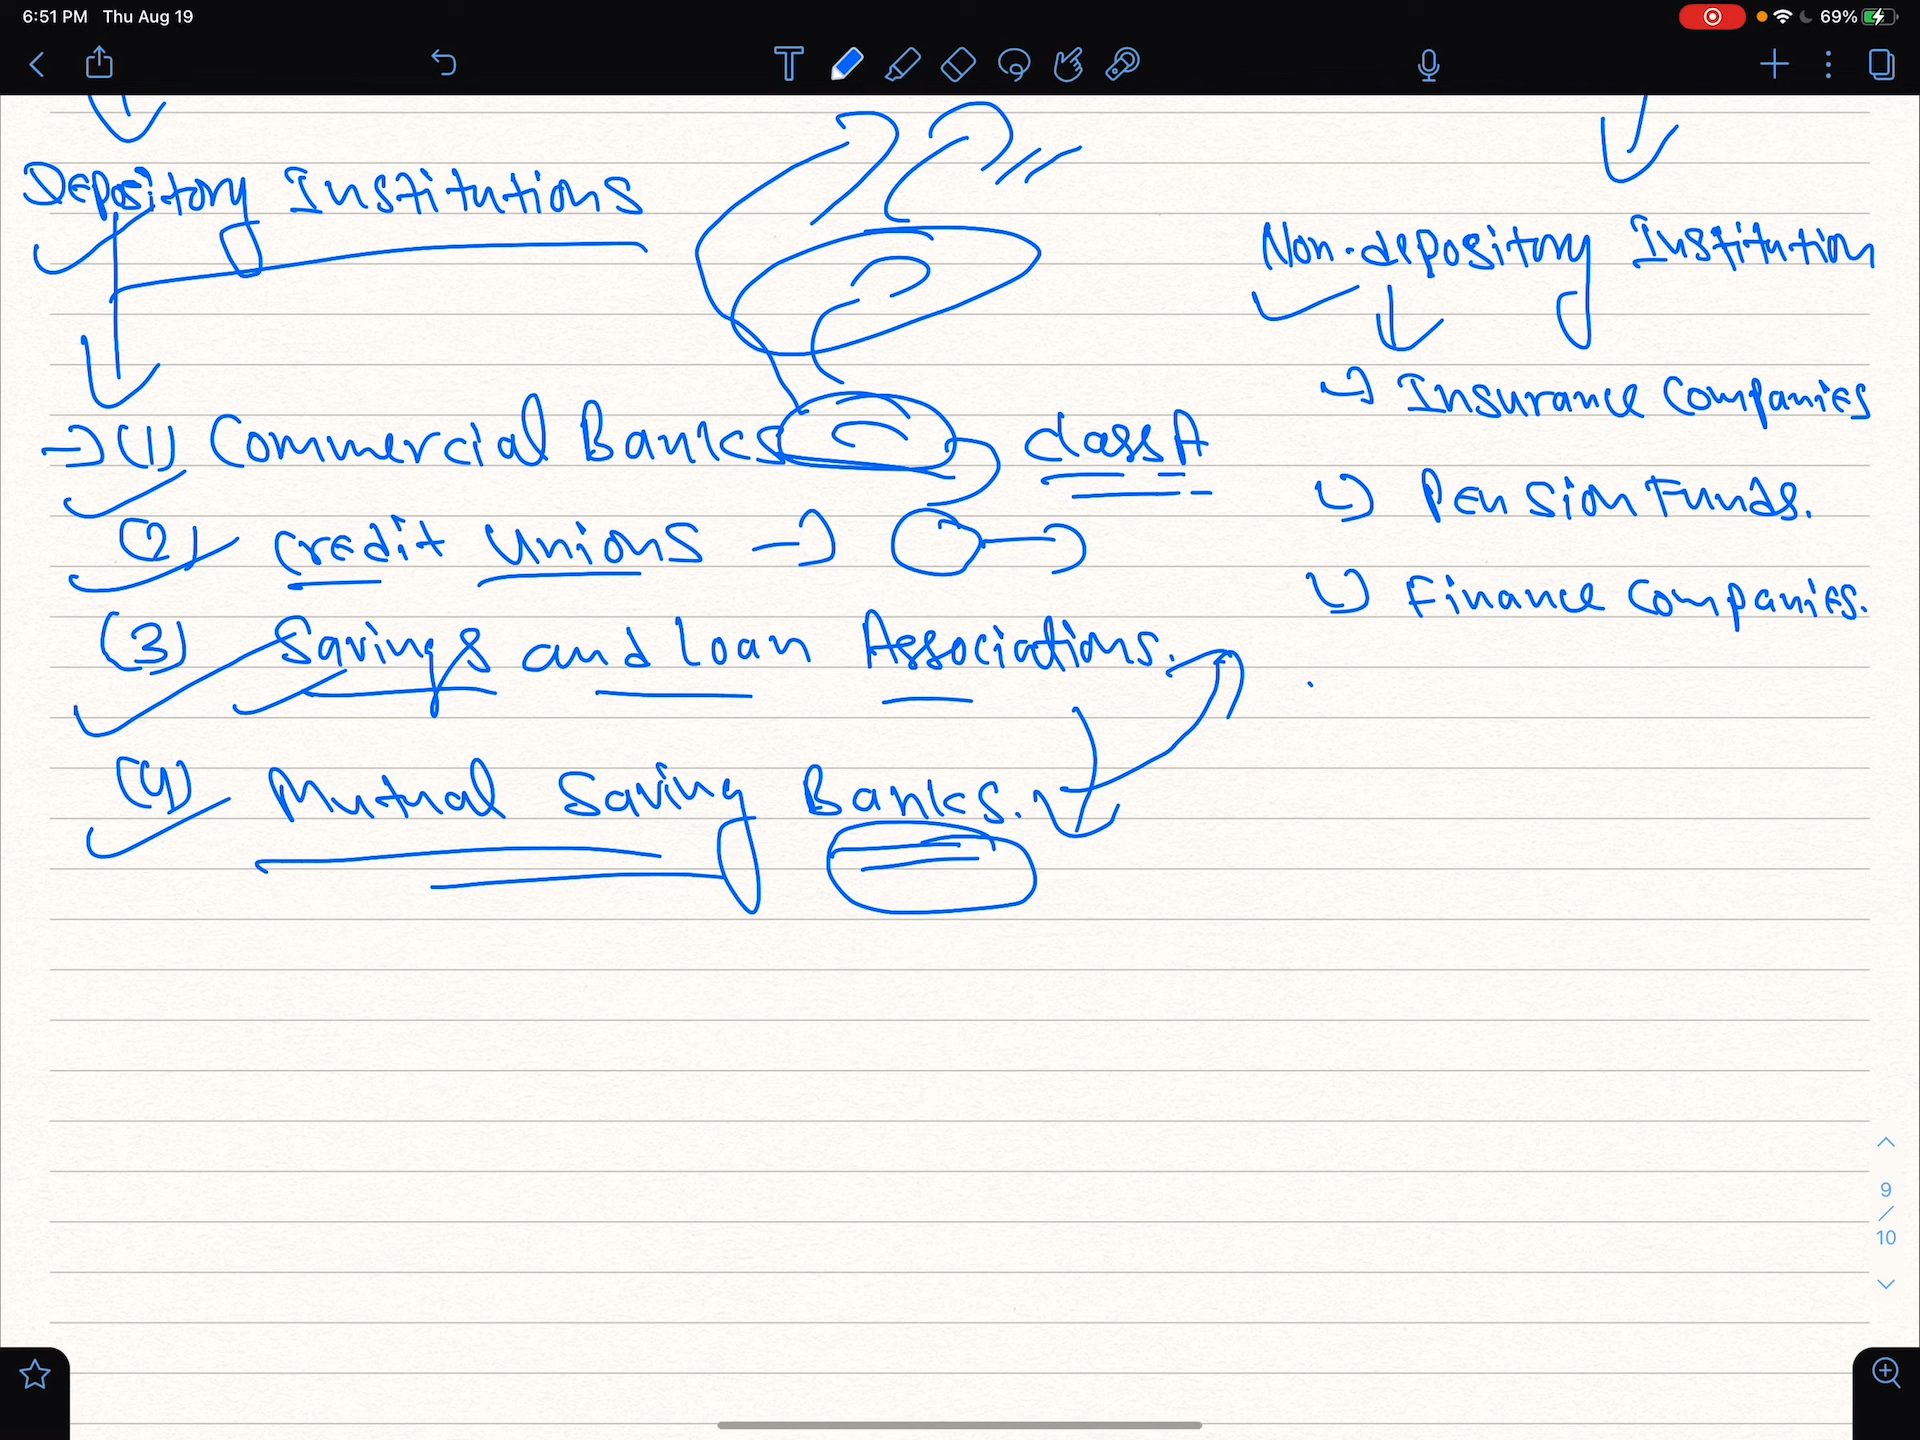 6:51 PM Thu Aug 19
69%
Depository Institutions
→ (1) Commercial Banks class A
(2) Credit Unions →
(3) Savings and Loan Associations.
(4) Mutual Saving Banks.
Non-depository Institution
→ Insurance Companies
↳ Pension Funds.
↳ Finance Companies.
9
/
10